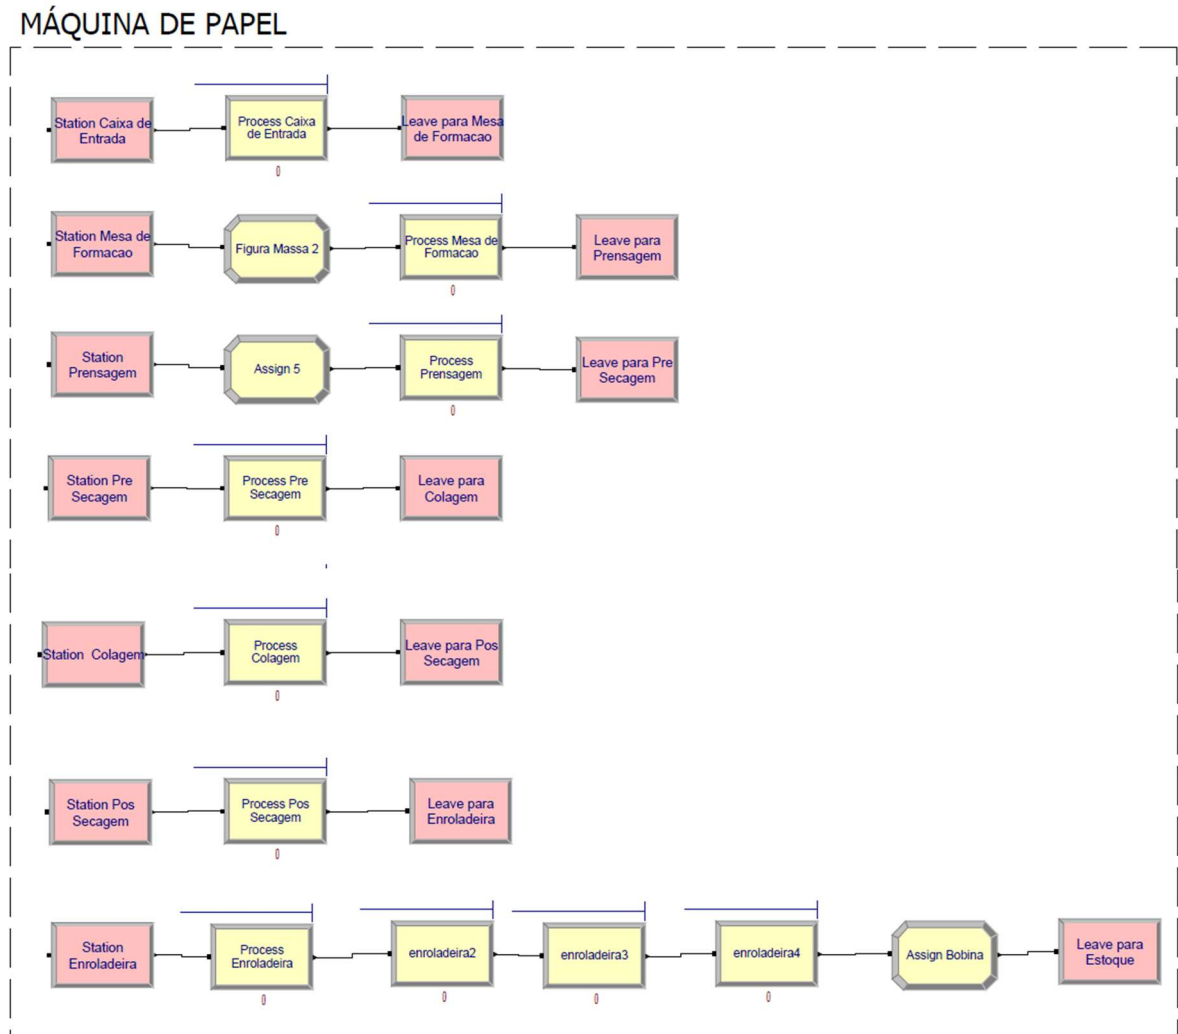 MÁQUINA DE PAPEL
Station Caixa de
Entrada
Process Caixa
de Entrada
0
Leave para Mesa
de Formacao
Station Mesa de
Formacao
Figura Massa 2
Process Mesa de
Formacao
0
Leave para
Prensagem
Station
Prensagem
Assign 5
Process
Prensagem
0
Leave para Pre
Secagem
Station Pre
Secagem
Process Pre
Secagem
0
Leave para
Colagem
Station Colagem
Process
Colagem
0
Leave para Pos
Secagem
Station Pos
Secagem
Process Pos
Secagem
0
Leave para
Enroladeira
Station
Enroladeira
Process
Enroladeira
0
enroladeira2
0
enroladeira3
0
enroladeira4
0
Assign Bobina
Leave para
Estoque